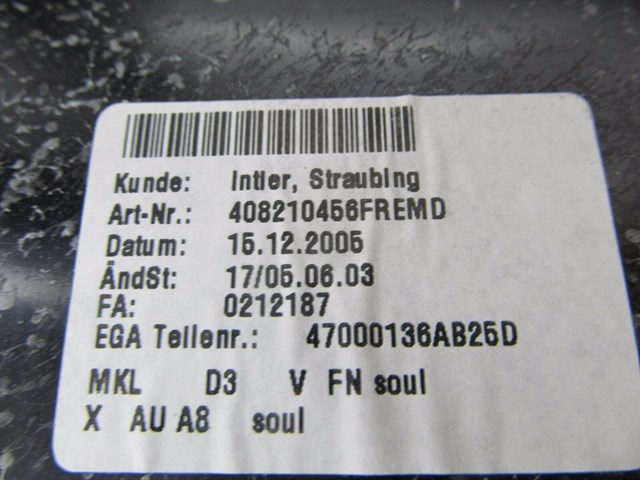 Kunde: Intier, Straubing
Art-Nr.: 408210456FREMD
Datum: 15.12.2005
ÄndSt: 17/05.06.03
FA: 0212187
EGA Teilenr.: 47000136AB25D
MKL D3 V FN soul
X AU A8 soul